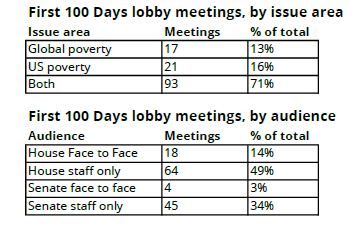 First 100 Days lobby meetings, by issue area
Issue area Meetings % of total
Global poverty 17 13%
US poverty 21 16%
Both 93 71%
First 100 Days lobby meetings, by audience
Audience Meetings % of total
House Face to Face 18 14%
House staff only 64 49%
Senate face to face 4 3%
Senate staff only 45 34%